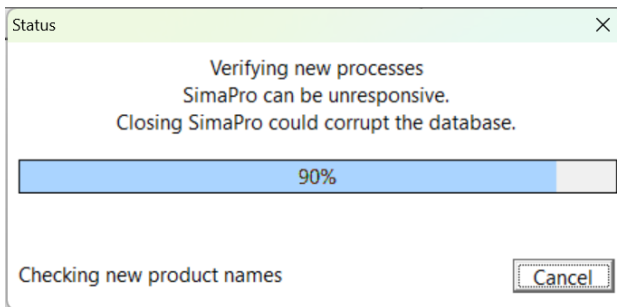 Status
Verifying new processes
SimaPro can be unresponsive.
Closing SimaPro could corrupt the database.
90%
Checking new product names
Cancel